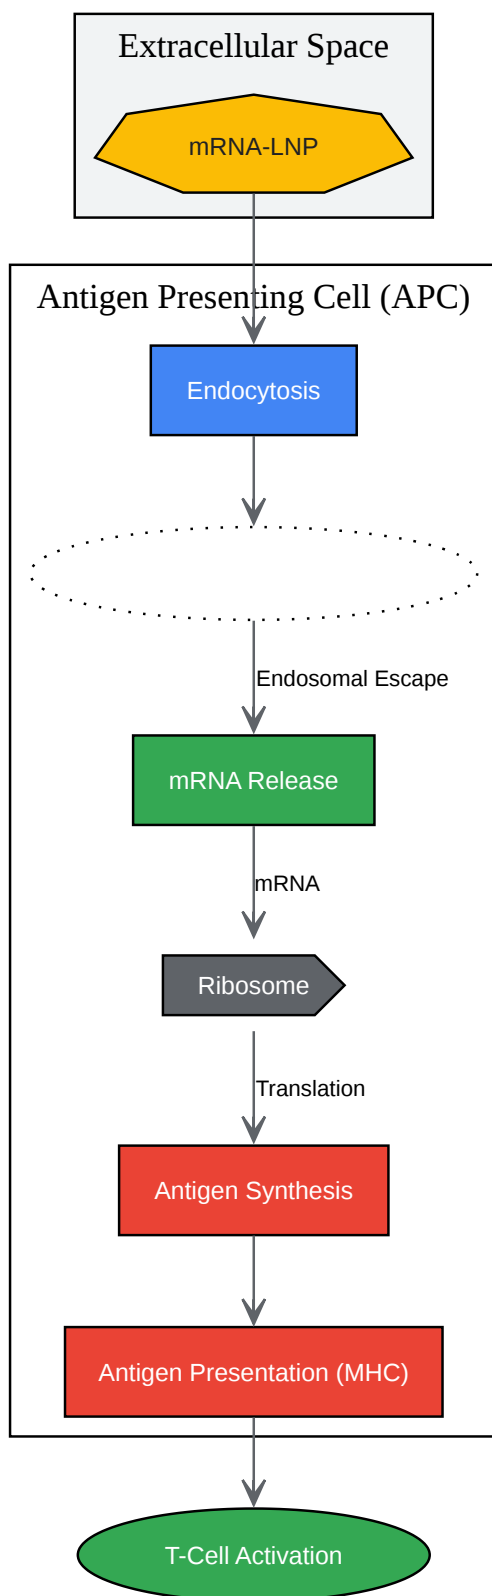 Extracellular Space
mRNA-LNP
Antigen Presenting Cell (APC)
Endocytosis
Endosomal Escape
mRNA Release
mRNA
Ribosome
Translation
Antigen Synthesis
Antigen Presentation (MHC)
T-Cell Activation